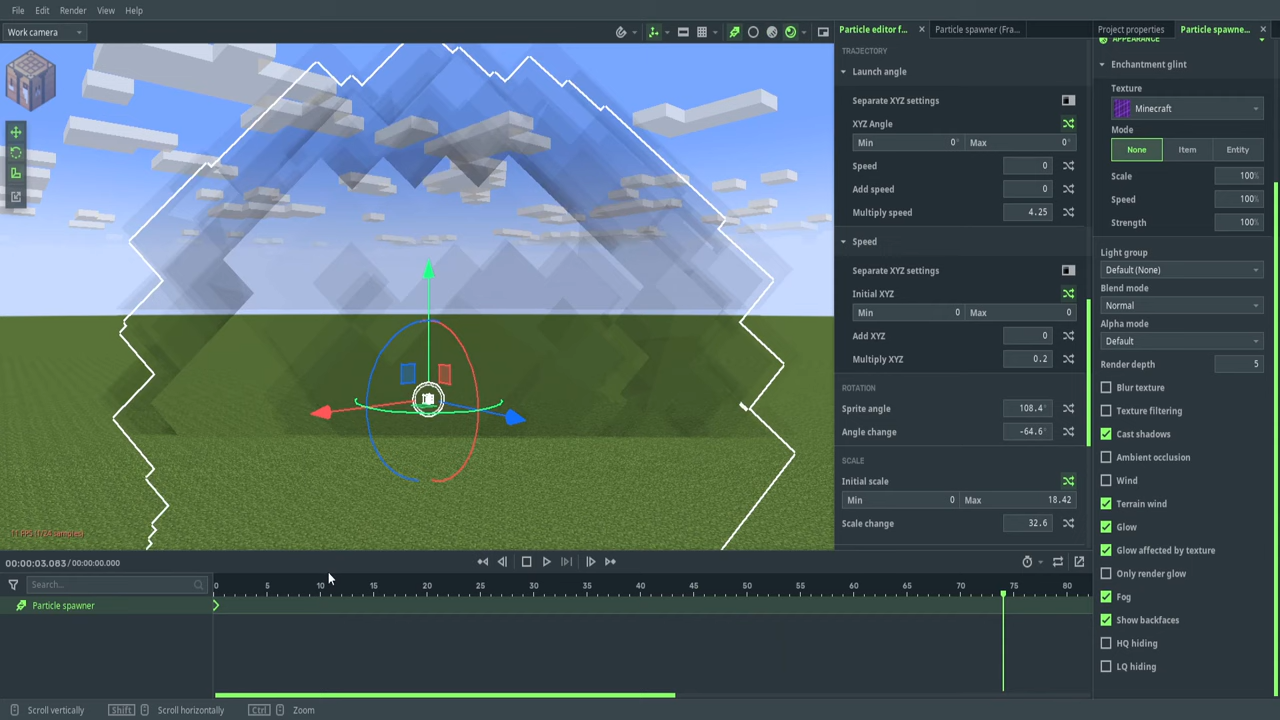 File Edit Render View Help
Work camera
Particle editor f...
Particle spawner (Fra...
Project properties
Particle spawne...
TRAJECTORY
Launch angle
Separate XYZ settings
XYZ Angle
Min 0° Max 0°
Speed 0
Add speed 0
Multiply speed 4.25
Speed
Separate XYZ settings
Initial XYZ
Min 0 Max 0
Add XYZ 0
Multiply XYZ 0.2
ROTATION
Sprite angle 108.4°
Angle change -64.6°
SCALE
Initial scale
Min 0 Max 18.42
Scale change 32.6
APPEARANCE
Enchantment glint
Texture
Minecraft
Mode
None Item Entity
Scale 100%
Speed 100%
Strength 100%
Light group
Default (None)
Blend mode
Normal
Alpha mode
Default
Render depth 5
Blur texture
Texture filtering
Cast shadows
Ambient occlusion
Wind
Terrain wind
Glow
Glow affected by texture
Only render glow
Fog
Show backfaces
HQ hiding
LQ hiding
00:00:03.083 / 00:00:00.000
Search...
0 5 10 15 20 25 30 35 40 45 50 55 60 65 70 75 80
Particle spawner
Scroll vertically Shift Scroll horizontally Ctrl Zoom